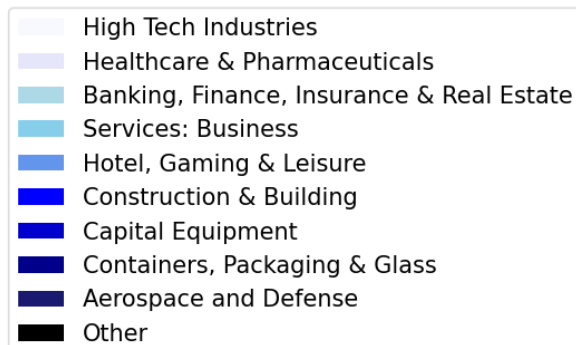 High Tech Industries
Healthcare & Pharmaceuticals
Banking, Finance, Insurance & Real Estate
Services: Business
Hotel, Gaming & Leisure
Construction & Building
Capital Equipment
Containers, Packaging & Glass
Aerospace and Defense
Other